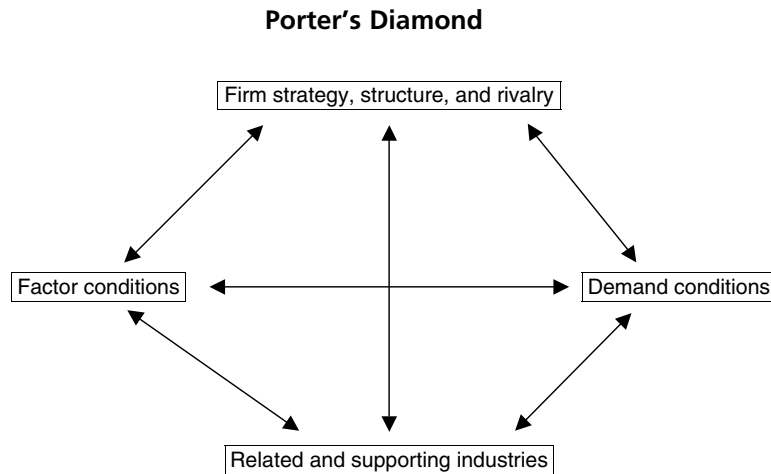 Porter's Diamond
Firm strategy, structure, and rivalry
Factor conditions
Demand conditions
Related and supporting industries